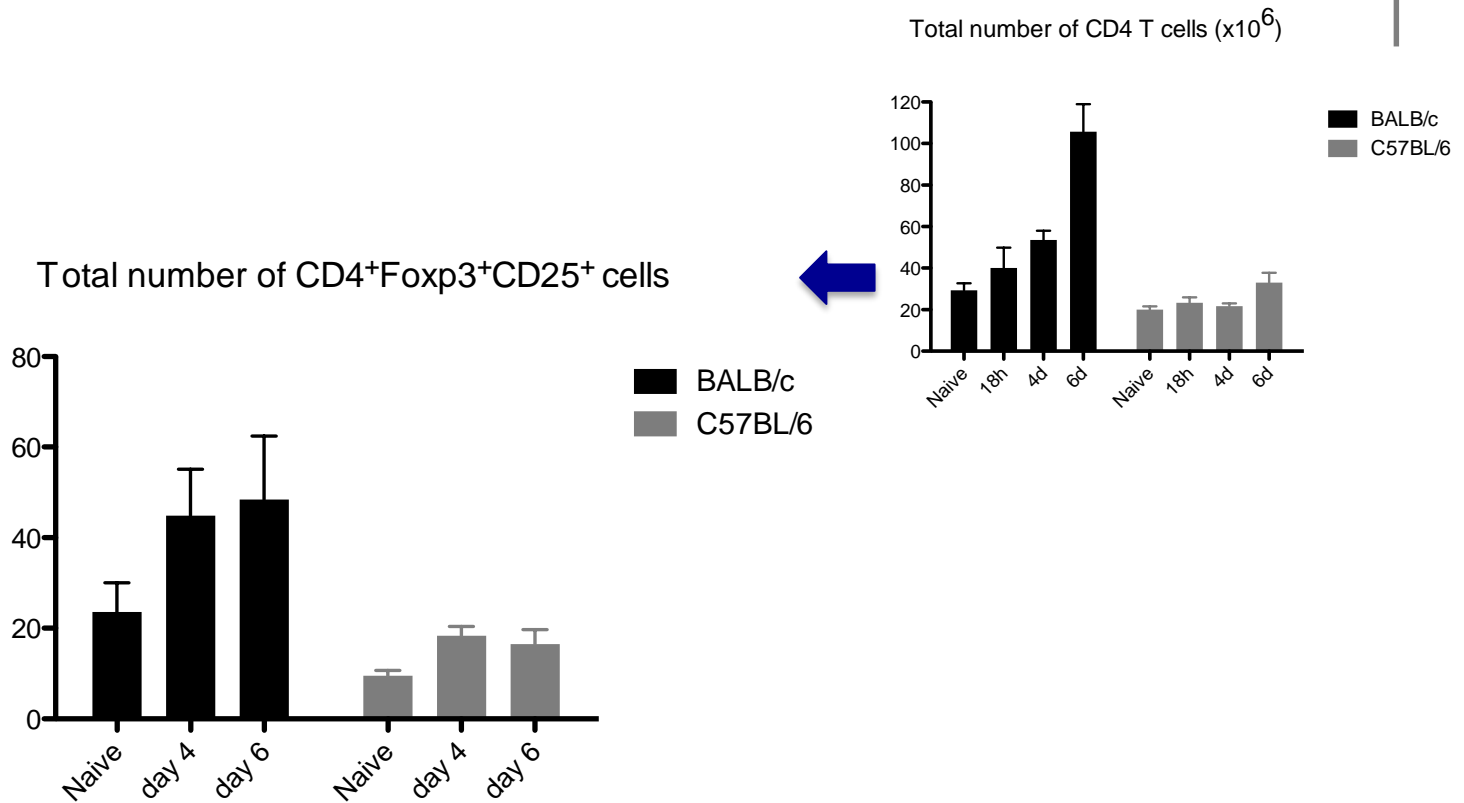 Total number of CD4 T cells (x10⁶)
120
100
80
60
40
20
0
Naive 18h 4d 6d Naive 18h 4d 6d
BALB/c
C57BL/6
Total number of CD4⁺Foxp3⁺CD25⁺ cells
80
60
40
20
0
Naive day 4 day 6 Naive day 4 day 6
BALB/c
C57BL/6